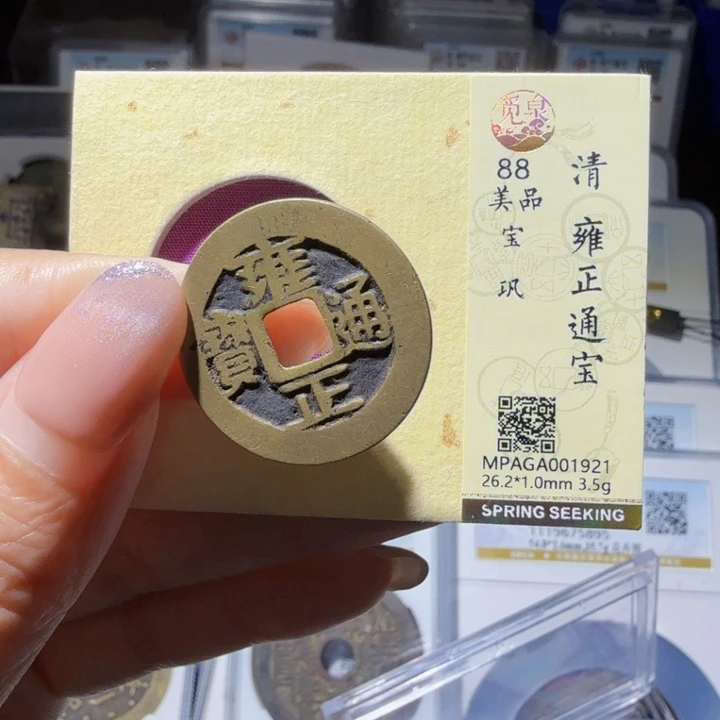 觅泉
88
美品
宝
巩
清
雍正通宝
MPAGA001921
26.2*1.0mm 3.5g
SPRING SEEKING
雍正通寶